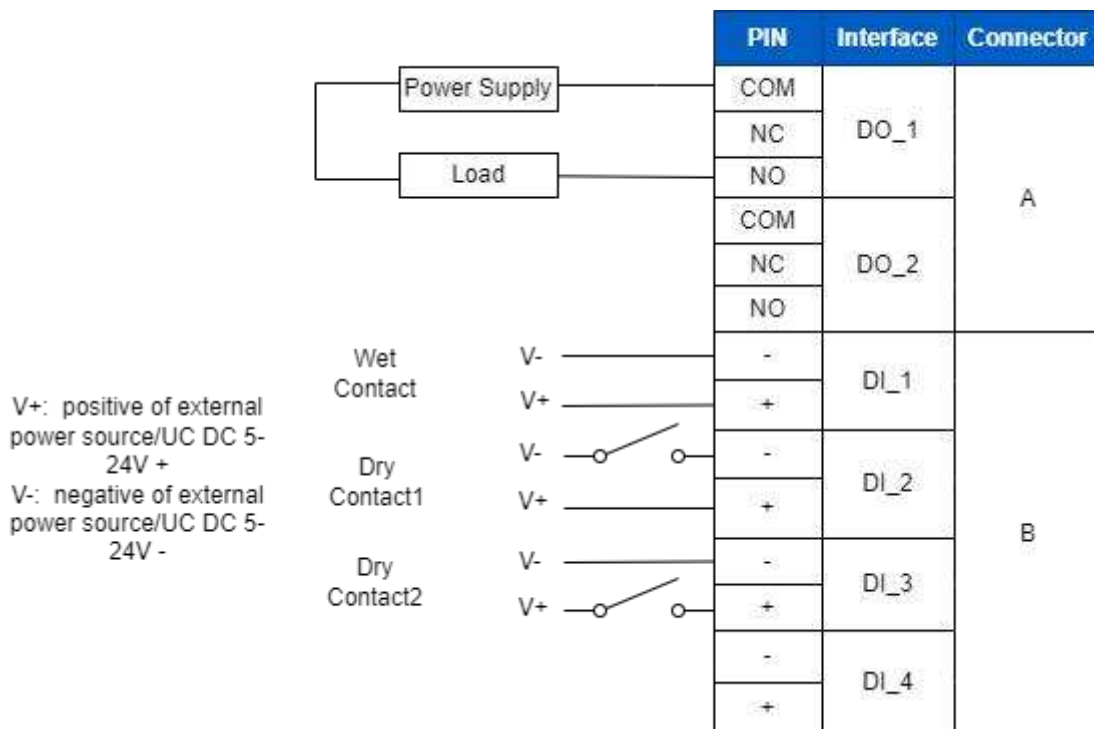 PIN Interface Connector
Power Supply
COM
NC
DO_1
Load
NO
A
COM
NC
DO_2
NO
Wet
Contact
V-
-
DI_1
V+
+
V+: positive of external
power source/UC DC 5-
24V +
V-: negative of external
power source/UC DC 5-
24V -
Dry
Contact1
V-
-
DI_2
V+
+
B
Dry
Contact2
V-
-
DI_3
V+
+
-
DI_4
+